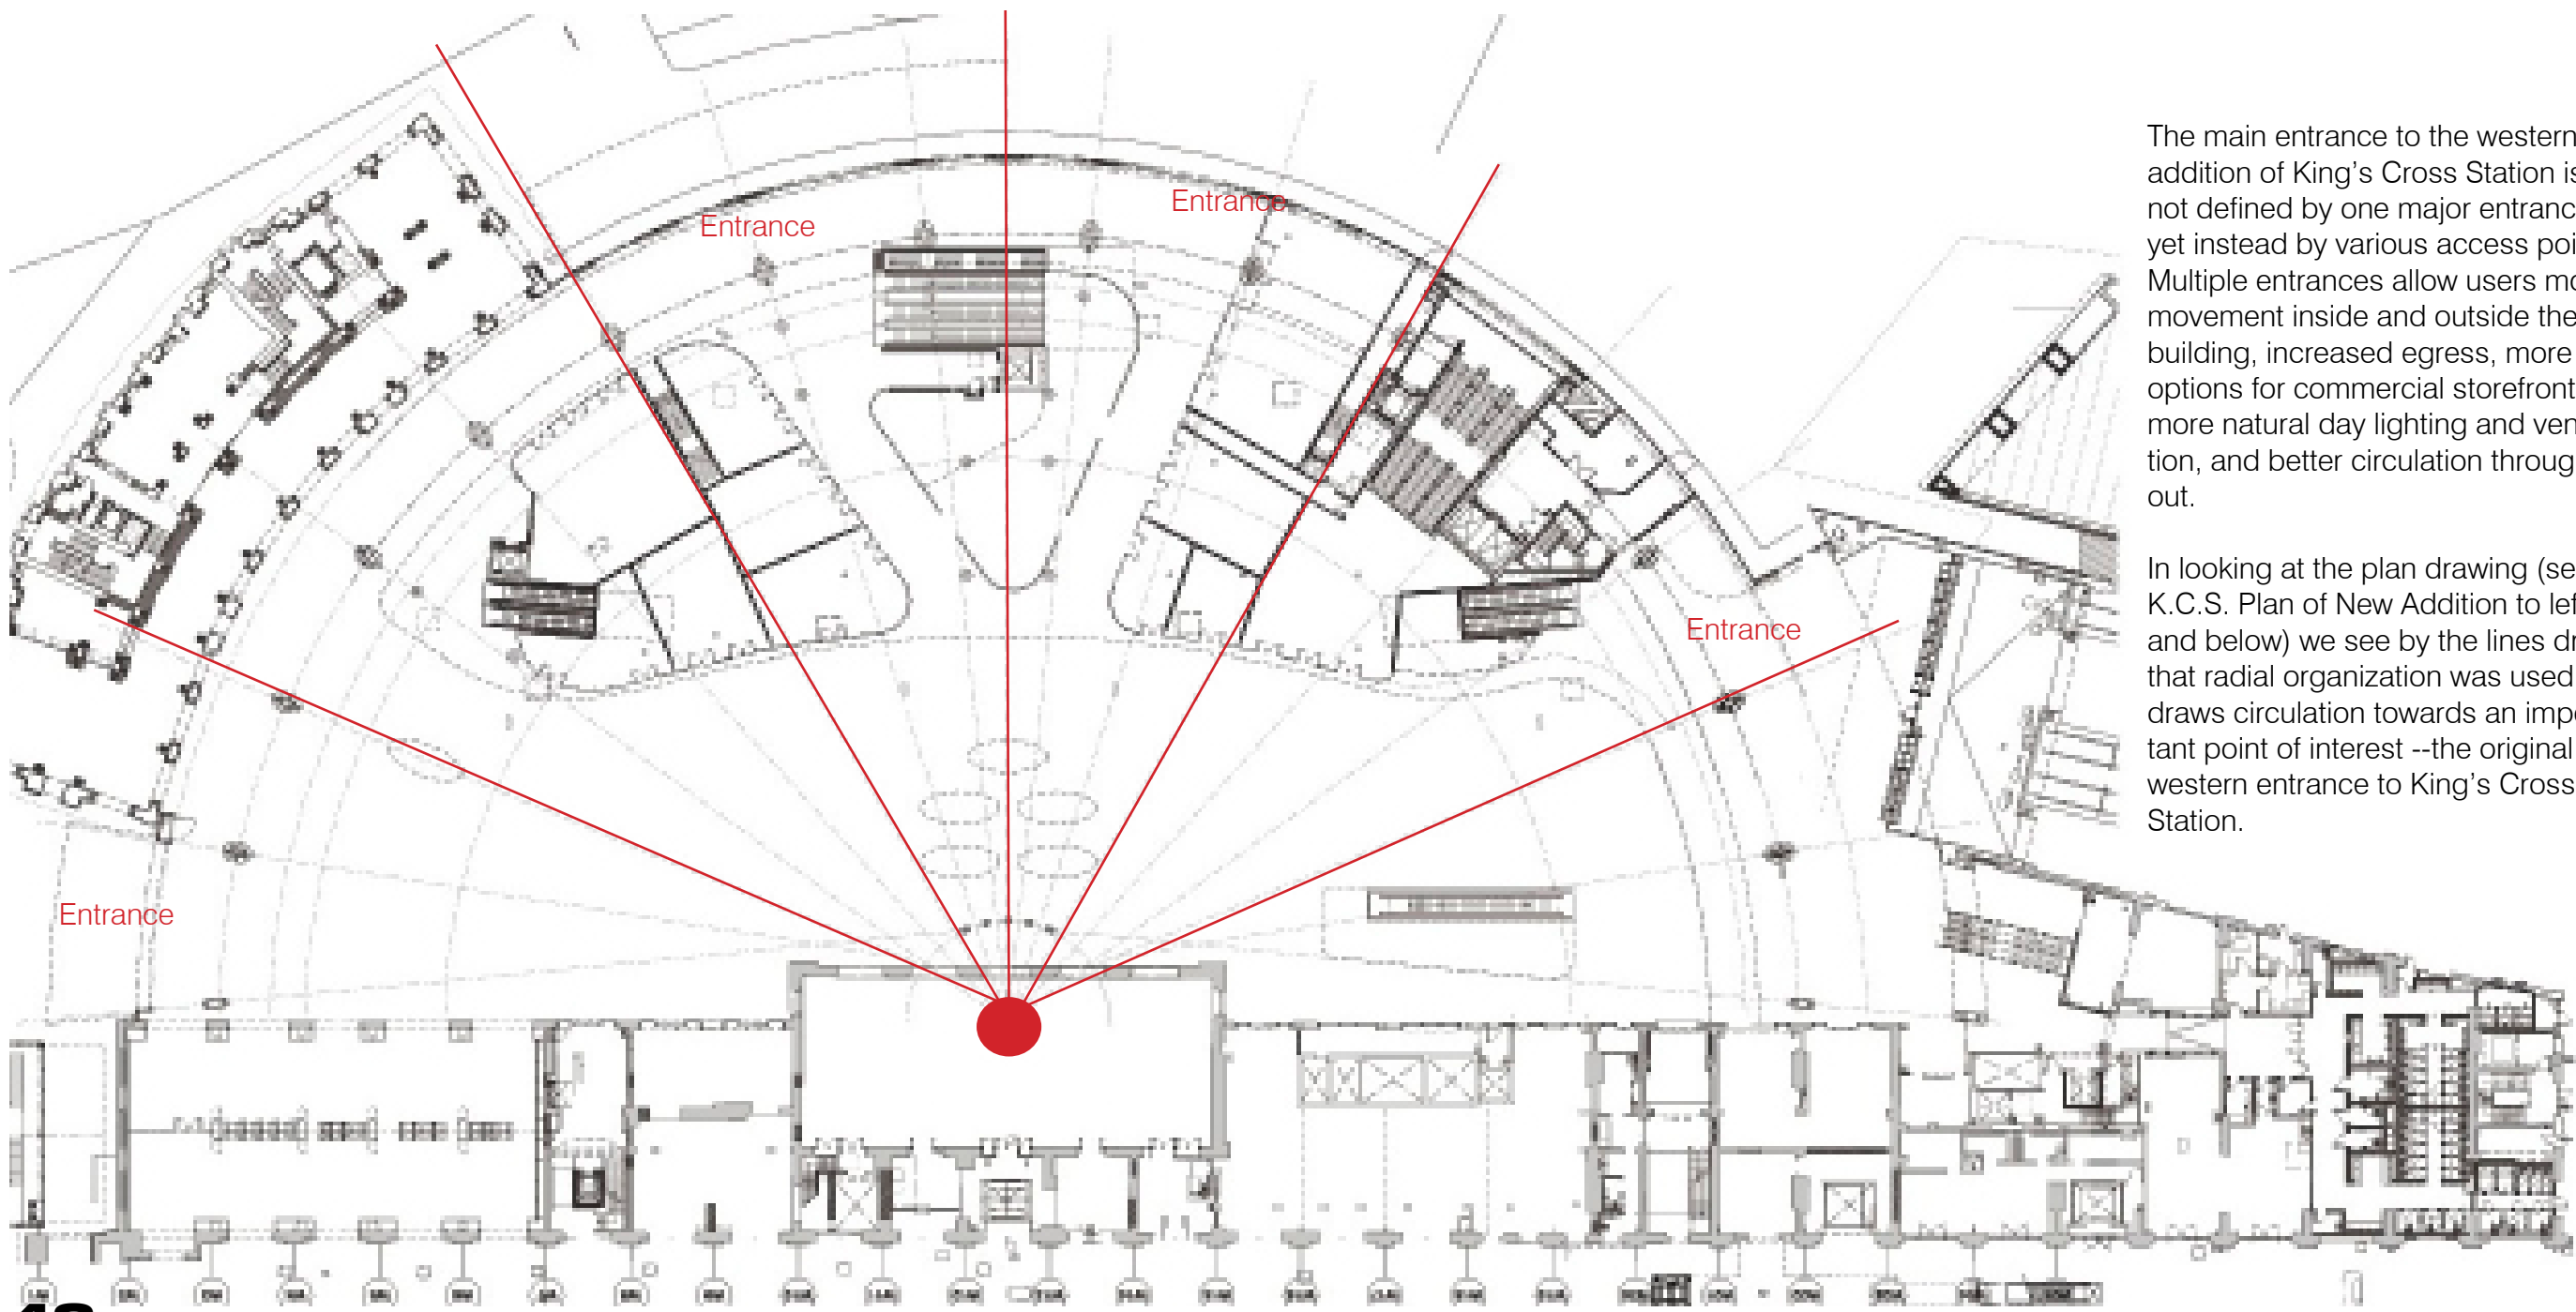 Entrance
Entrance
Entrance
Entrance
The main entrance to the western
addition of King's Cross Station is
not defined by one major entranc
yet instead by various access poi
Multiple entrances allow users mo
movement inside and outside the
building, increased egress, more
options for commercial storefront
more natural day lighting and ven
tion, and better circulation throug
out.
In looking at the plan drawing (se
K.C.S. Plan of New Addition to lef
and below) we see by the lines dr
that radial organization was used
draws circulation towards an impo
tant point of interest --the original
western entrance to King's Cross
Station.